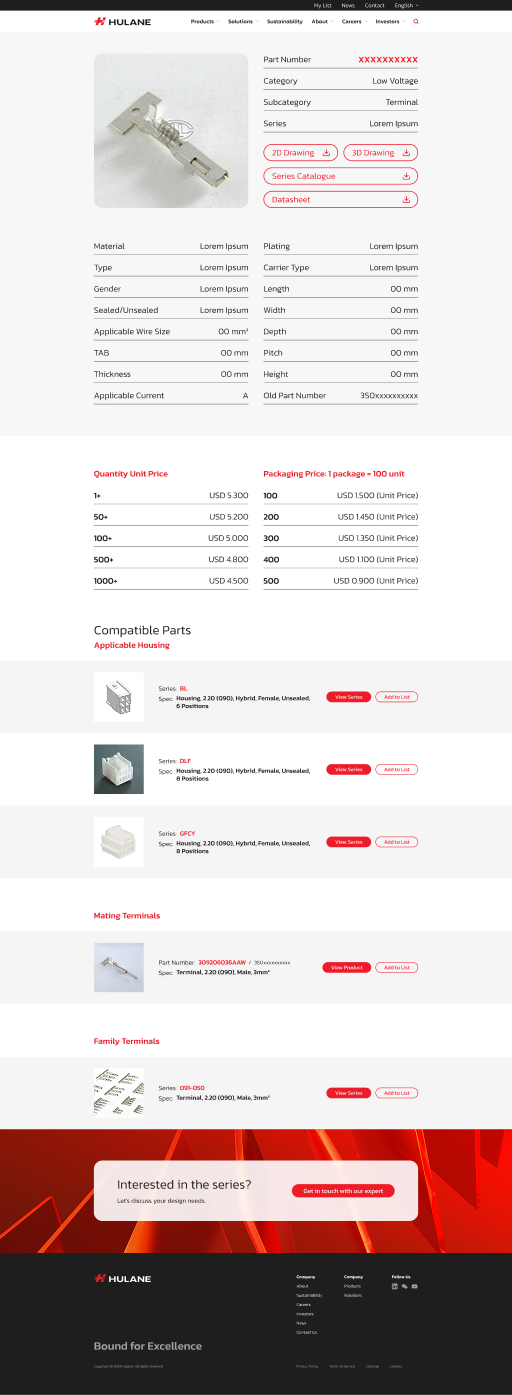 My List News Contact English
HULANE
Products Solutions Sustainability About Careers Investors
Part Number XXXXXXXXXX
Category Low Voltage
Subcategory Terminal
Series Lorem Ipsum
2D Drawing 3D Drawing
Series Catalogue
Datasheet
Material Lorem Ipsum Plating Lorem Ipsum
Type Lorem Ipsum Carrier Type Lorem Ipsum
Gender Lorem Ipsum Length 00 mm
Sealed/Unsealed Lorem Ipsum Width 00 mm
Applicable Wire Size 00 mm² Depth 00 mm
TAB 00 mm Pitch 00 mm
Thickness 00 mm Height 00 mm
Applicable Current A Old Part Number 3S0xxxxxxxxxx
Quantity Unit Price Packaging Price: 1 package = 100 unit
1+ USD 5.300 100 USD 1.500 (Unit Price)
50+ USD 5.200 200 USD 1.450 (Unit Price)
100+ USD 5.000 300 USD 1.350 (Unit Price)
500+ USD 4.800 400 USD 1.100 (Unit Price)
1000+ USD 4.500 500 USD 0.900 (Unit Price)
Compatible Parts
Applicable Housing
Series: BL
Spec: Housing, 2.20 (090), Hybrid, Female, Unsealed,
6 Positions
View Series Add to List
Series: DLF
Spec: Housing, 2.20 (090), Hybrid, Female, Unsealed,
8 Positions
View Series Add to List
Series: GFCY
Spec: Housing, 2.20 (090), Hybrid, Female, Unsealed,
8 Positions
View Series Add to List
Mating Terminals
Part Number: 309206036AAW / 3S0xxxxxxxxx
Spec: Terminal, 2.20 (090), Male, 3mm²
View Product Add to List
Family Terminals
Series: 091-050
Spec: Terminal, 2.20 (090), Male, 3mm²
View Series Add to List
Interested in the series?
Let's discuss your design needs.
Get in touch with our expert
HULANE
Company Company Follow Us
About Products
Sustainability Solutions
Careers
Investors
News
Contact Us
Bound for Excellence
Privacy Policy Terms of Service Sitemap Cookies